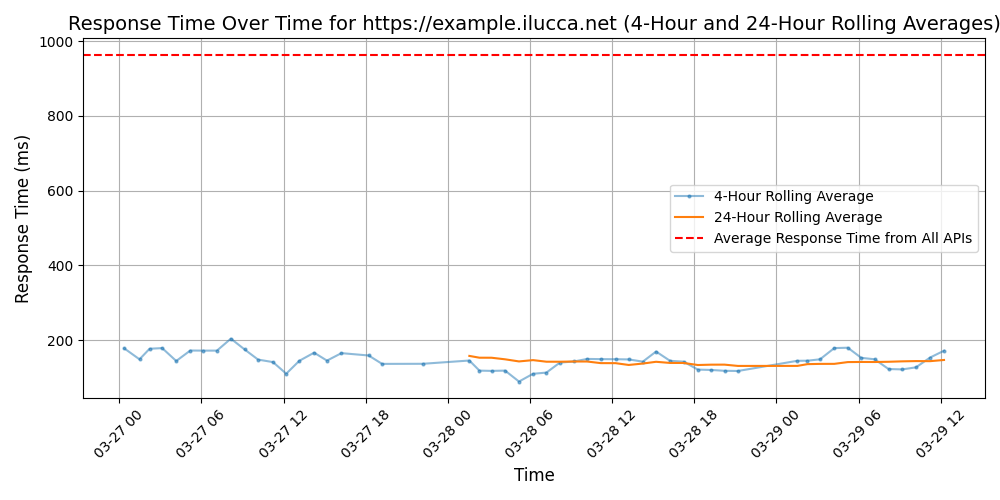 Response Time Over Time for https://example.ilucca.net (4-Hour and 24-Hour Rolling Averages)
Response Time (ms)
1000
800
600
400
200
4-Hour Rolling Average
24-Hour Rolling Average
Average Response Time from All APIs
03-27 00
03-27 06
03-27 12
03-27 18
03-28 00
03-28 06
03-28 12
03-28 18
03-29 00
03-29 06
03-29 12
Time